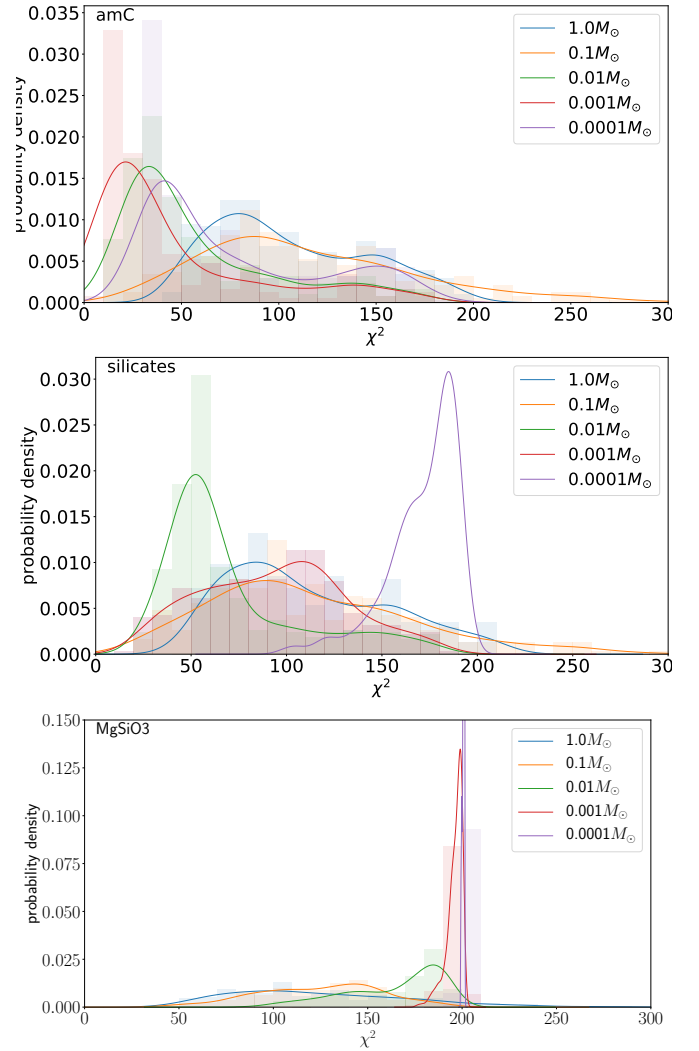 amC
0.035
0.030
0.025
0.020
0.015
0.010
0.005
0.000
probability density
1.0M⊙
0.1M⊙
0.01M⊙
0.001M⊙
0.0001M⊙
0 50 100 150 200 250 300
χ²
silicates
0.030
0.025
0.020
0.015
0.010
0.005
0.000
probability density
1.0M⊙
0.1M⊙
0.01M⊙
0.001M⊙
0.0001M⊙
0 50 100 150 200 250 300
χ²
MgSiO3
0.150
0.125
0.100
0.075
0.050
0.025
0.000
probability density
1.0M⊙
0.1M⊙
0.01M⊙
0.001M⊙
0.0001M⊙
0 50 100 150 200 250 300
χ²